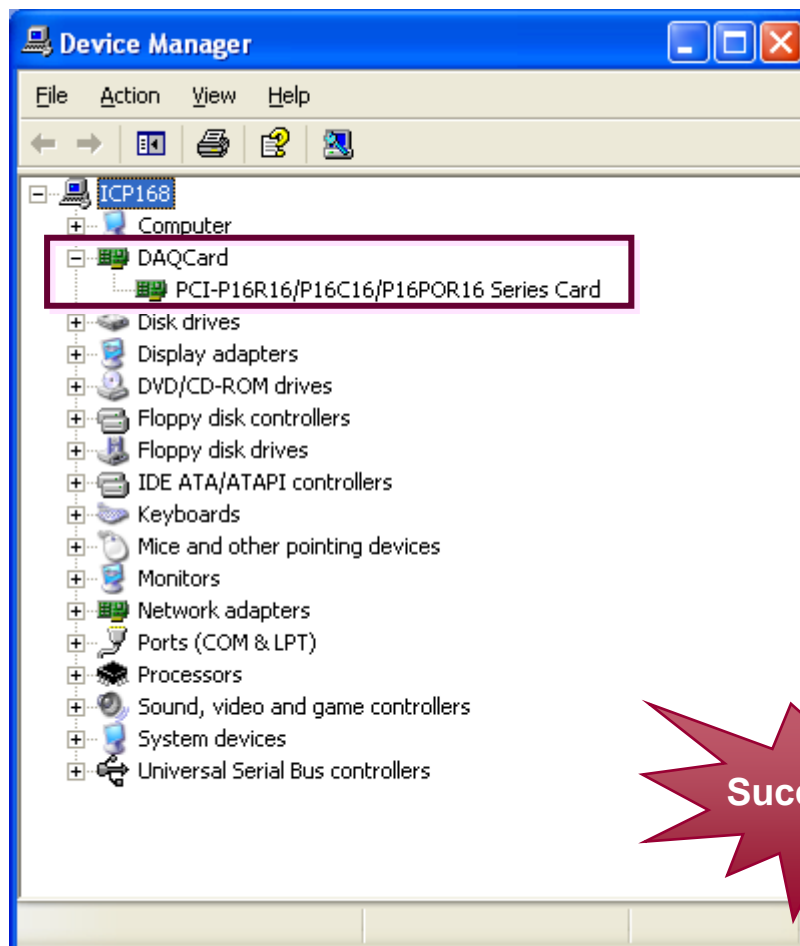 Device Manager
File Action View Help
ICP168
Computer
DAQCard
PCI-P16R16/P16C16/P16POR16 Series Card
Disk drives
Display adapters
DVD/CD-ROM drives
Floppy disk controllers
Floppy disk drives
IDE ATA/ATAPI controllers
Keyboards
Mice and other pointing devices
Monitors
Network adapters
Ports (COM & LPT)
Processors
Sound, video and game controllers
System devices
Universal Serial Bus controllers